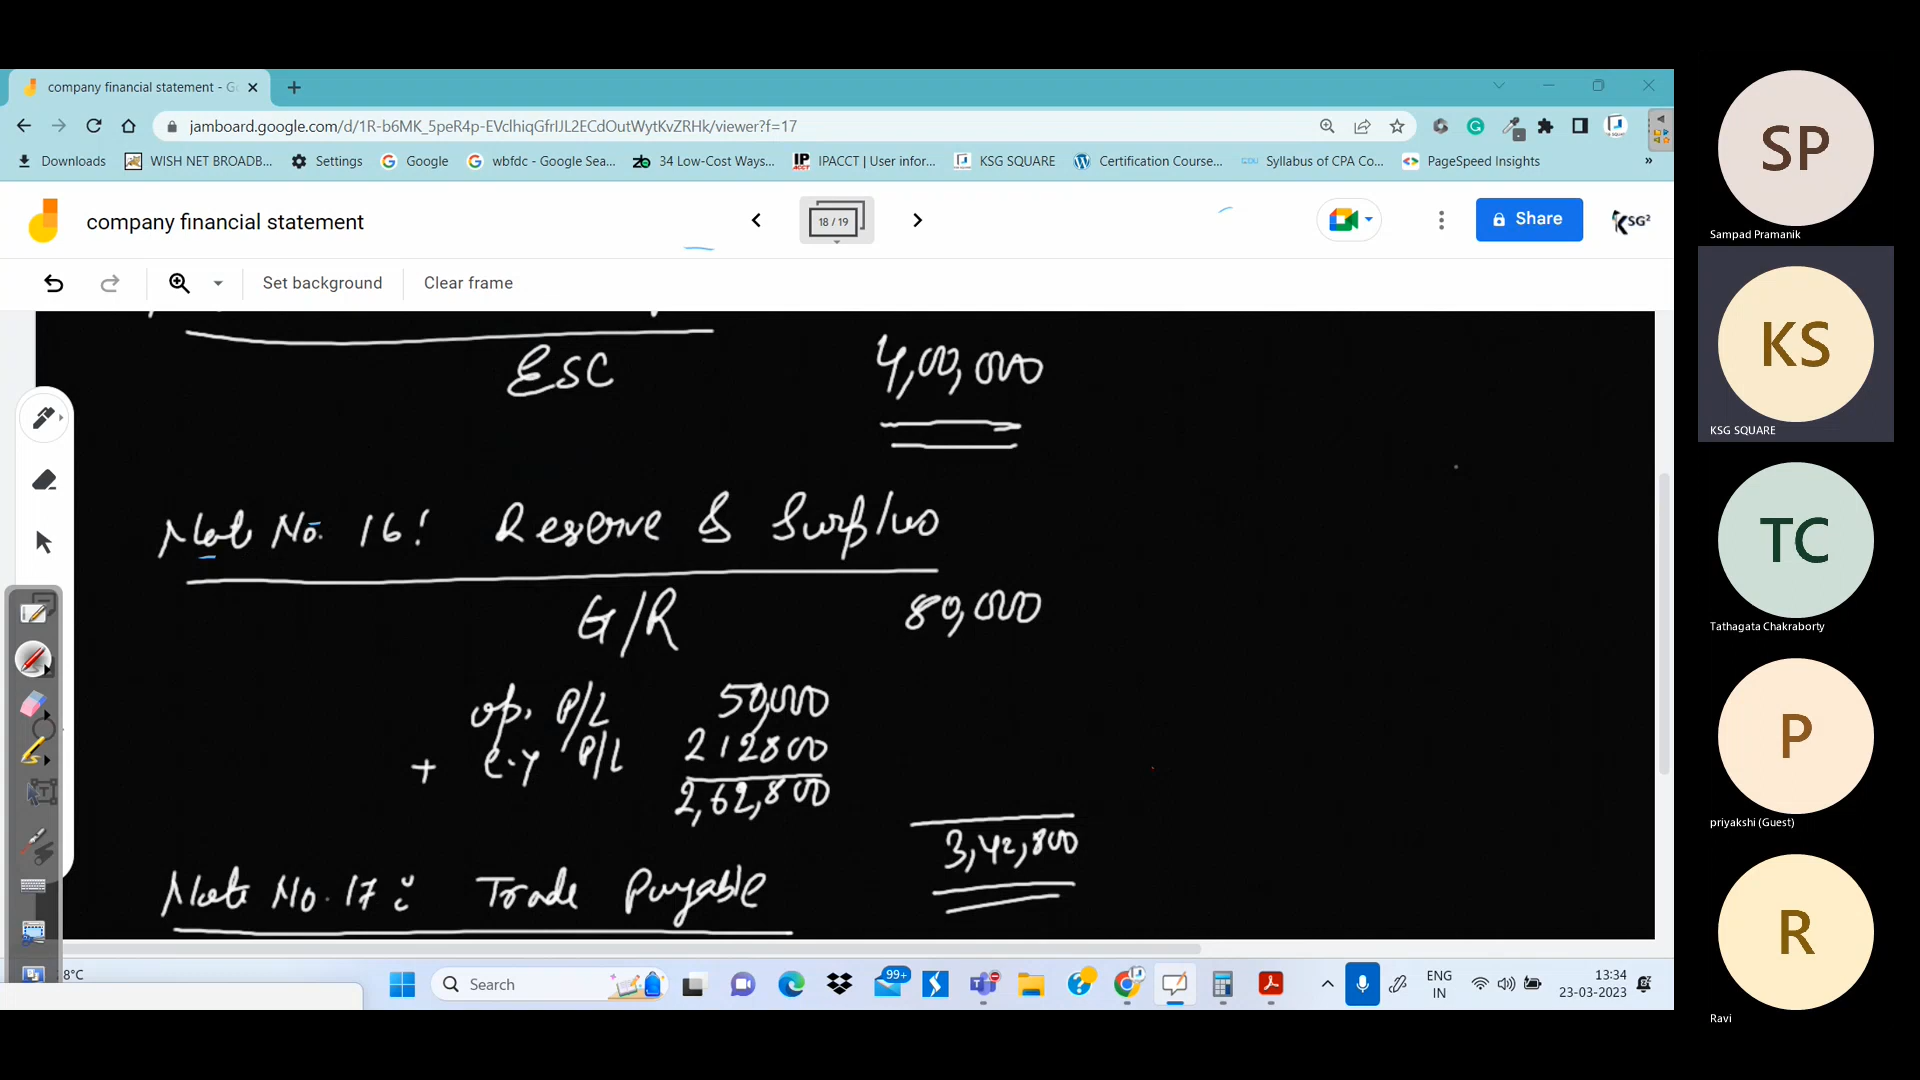 company financial statement - G
jamboard.google.com/d/1R-b6MK_5peR4p-EVclhiqGfrIJL2ECdOutWytKvZRHk/viewer?f=17
Downloads WISH NET BROADB... Settings Google wbfdc - Google Sea... 34 Low-Cost Ways... IPACCT | User infor... KSG SQUARE Certification Course... Syllabus of CPA Co... PageSpeed Insights »
company financial statement 18 / 19 Share KSG²
Set background Clear frame
ESC 4,00,000
Note No. 16: Reserve & Surplus
G/R 80,000
op. P/L 50,000
+ c.y P/L 212800
2,62,800
3,42,800
Note No. 17: Trade Payable
8°C
Search
99+
ENG
IN
13:34
23-03-2023
SP
Sampad Pramanik
KS
KSG SQUARE
TC
Tathagata Chakraborty
P
priyakshi (Guest)
R
Ravi